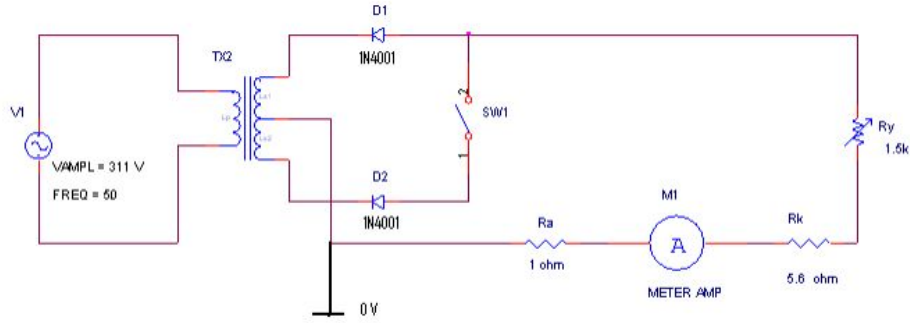 D1
1N4001
TX2
V1
VAMPL = 311 V
FREQ = 50
2
SW1
1
Ry
1.5k
D2
1N4001
M1
Ra
A
Rk
1 ohm
5.6 ohm
METER AMP
0 V